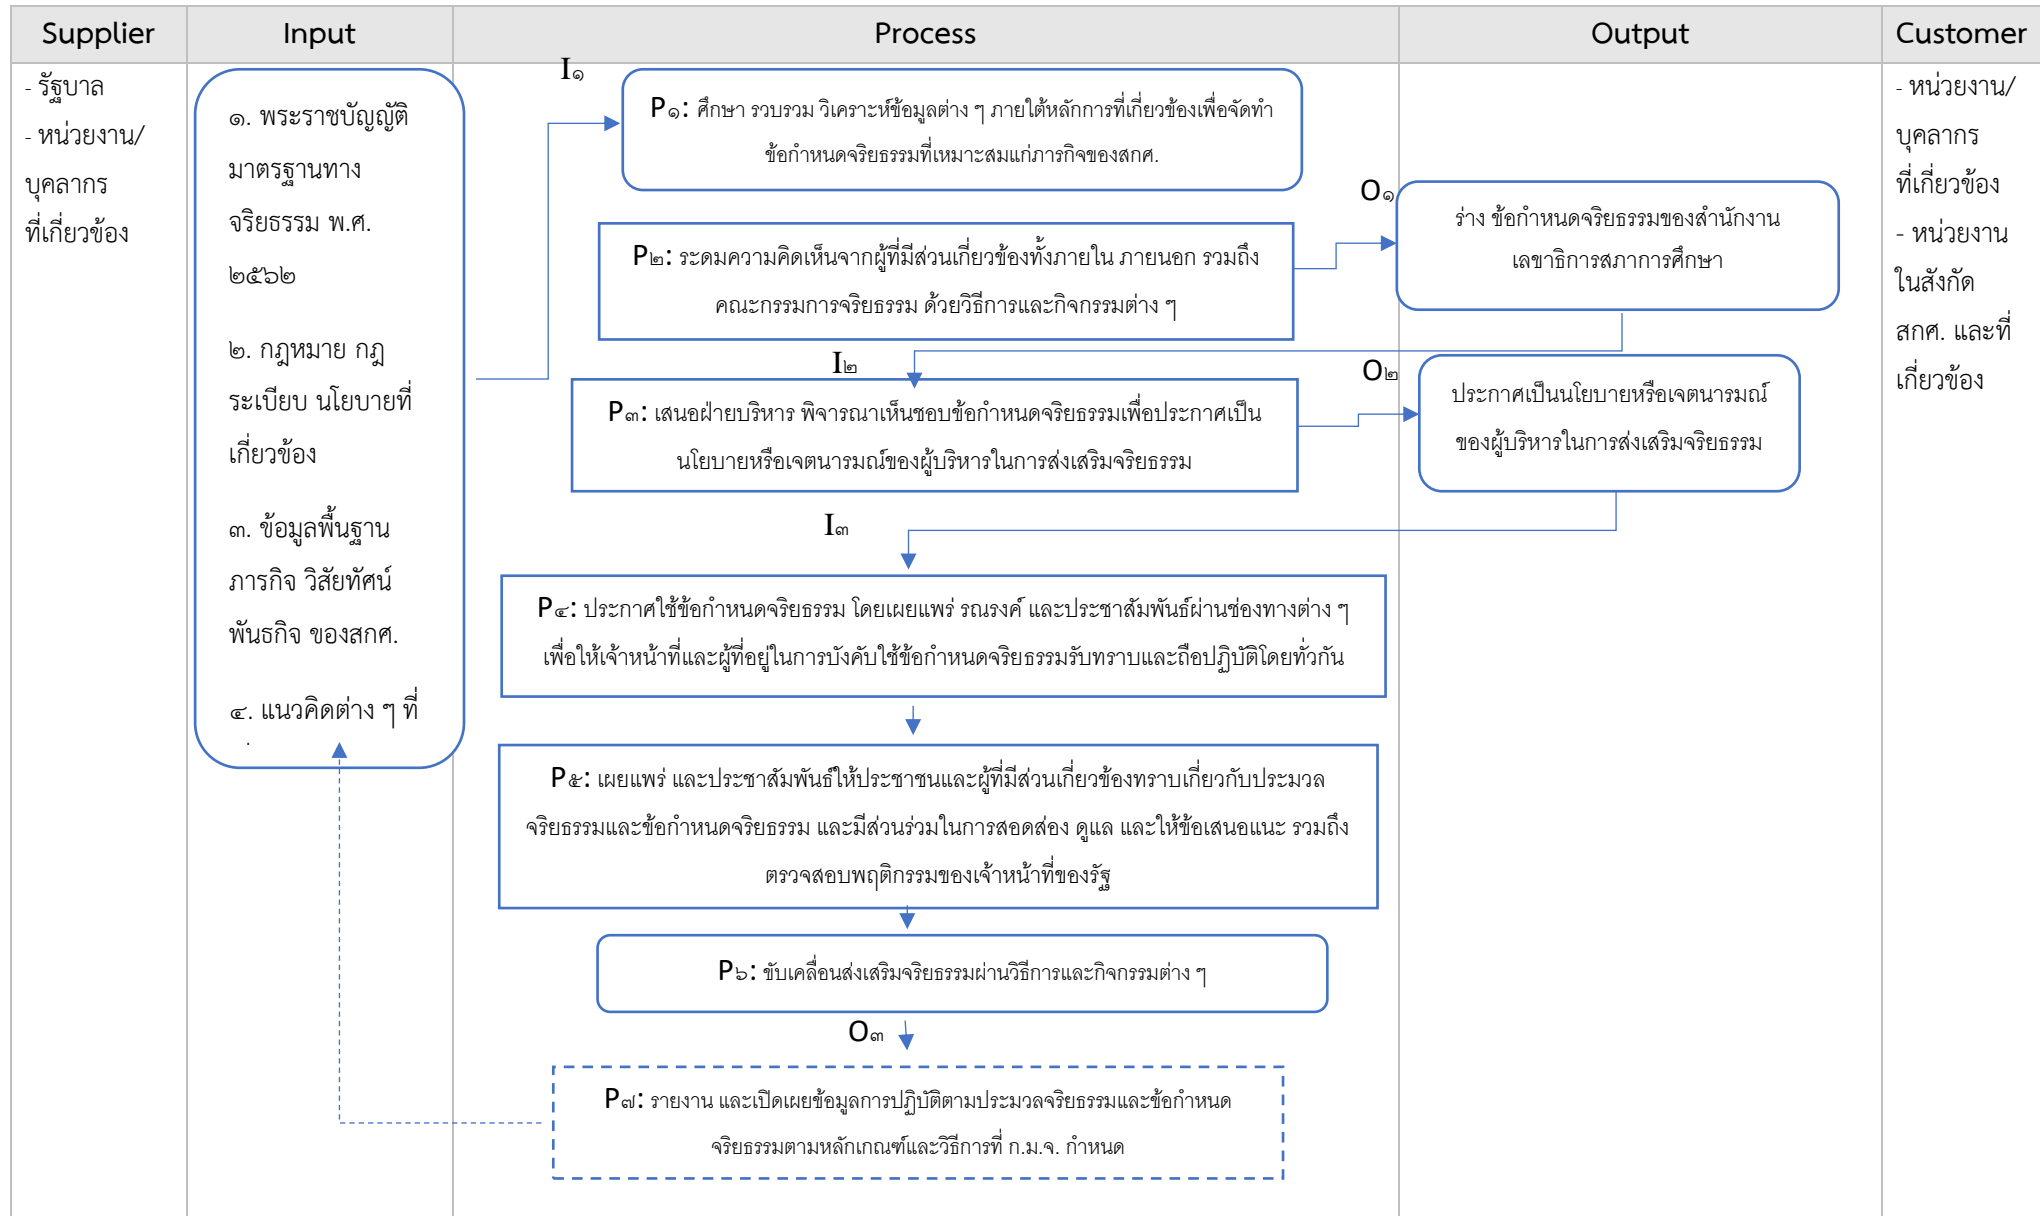 Supplier
Input
Process
Output
Customer
- รัฐบาล
- หน่วยงาน/
บุคลากร
ที่เกี่ยวข้อง
๑. พระราชบัญญัติ
มาตรฐานทาง
จริยธรรม พ.ศ.
๒๕๖๒
๒. กฎหมาย กฎ
ระเบียบ นโยบายที่
เกี่ยวข้อง
๓. ข้อมูลพื้นฐาน
ภารกิจ วิสัยทัศน์
พันธกิจ ของสกศ.
๔. แนวคิดต่าง ๆ ที่
I๑
P๑: ศึกษา รวบรวม วิเคราะห์ข้อมูลต่าง ๆ ภายใต้หลักการที่เกี่ยวข้องเพื่อจัดทำ
ข้อกำหนดจริยธรรมที่เหมาะสมแก่ภารกิจของสกศ.
P๒: ระดมความคิดเห็นจากผู้ที่มีส่วนเกี่ยวข้องทั้งภายใน ภายนอก รวมถึง
คณะกรรมการจริยธรรม ด้วยวิธีการและกิจกรรมต่าง ๆ
O๑
ร่าง ข้อกำหนดจริยธรรมของสำนักงาน
เลขาธิการสภาการศึกษา
I๒
P๓: เสนอฝ่ายบริหาร พิจารณาเห็นชอบข้อกำหนดจริยธรรมเพื่อประกาศเป็น
นโยบายหรือเจตนารมณ์ของผู้บริหารในการส่งเสริมจริยธรรม
O๒
ประกาศเป็นนโยบายหรือเจตนารมณ์
ของผู้บริหารในการส่งเสริมจริยธรรม
I๓
P๔: ประกาศใช้ข้อกำหนดจริยธรรม โดยเผยแพร่ รณรงค์ และประชาสัมพันธ์ผ่านช่องทางต่าง ๆ
เพื่อให้เจ้าหน้าที่และผู้ที่อยู่ในการบังคับใช้ข้อกำหนดจริยธรรมรับทราบและถือปฏิบัติโดยทั่วกัน
P๕: เผยแพร่ และประชาสัมพันธ์ให้ประชาชนและผู้ที่มีส่วนเกี่ยวข้องทราบเกี่ยวกับประมวล
จริยธรรมและข้อกำหนดจริยธรรม และมีส่วนร่วมในการสอดส่อง ดูแล และให้ข้อเสนอแนะ รวมถึง
ตรวจสอบพฤติกรรมของเจ้าหน้าที่ของรัฐ
P๖: ขับเคลื่อนส่งเสริมจริยธรรมผ่านวิธีการและกิจกรรมต่าง ๆ
O๓
P๗: รายงาน และเปิดเผยข้อมูลการปฏิบัติตามประมวลจริยธรรมและข้อกำหนด
จริยธรรมตามหลักเกณฑ์และวิธีการที่ ก.ม.จ. กำหนด
- หน่วยงาน/
บุคลากร
ที่เกี่ยวข้อง
- หน่วยงาน
ในสังกัด
สกศ. และที่
เกี่ยวข้อง